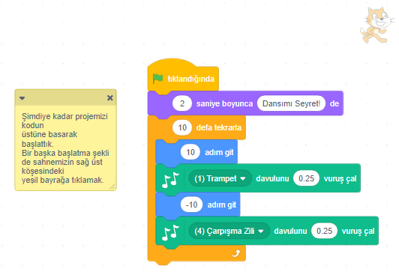 tıklandığında
2 saniye boyunca Dansımı Seyret! de
10 defa tekrarla
10 adım git
(1) Trampet davulunu 0.25 vuruş çal
-10 adım git
(4) Çarpışma Zili davulunu 0.25 vuruş çal
Şimdiye kadar projemizi
kodun
üstüne basarak
başlattık.
Bir başka başlatma şekli
de sahnemizin sağ üst
köşesindeki
yeşil bayrağa tıklamak.